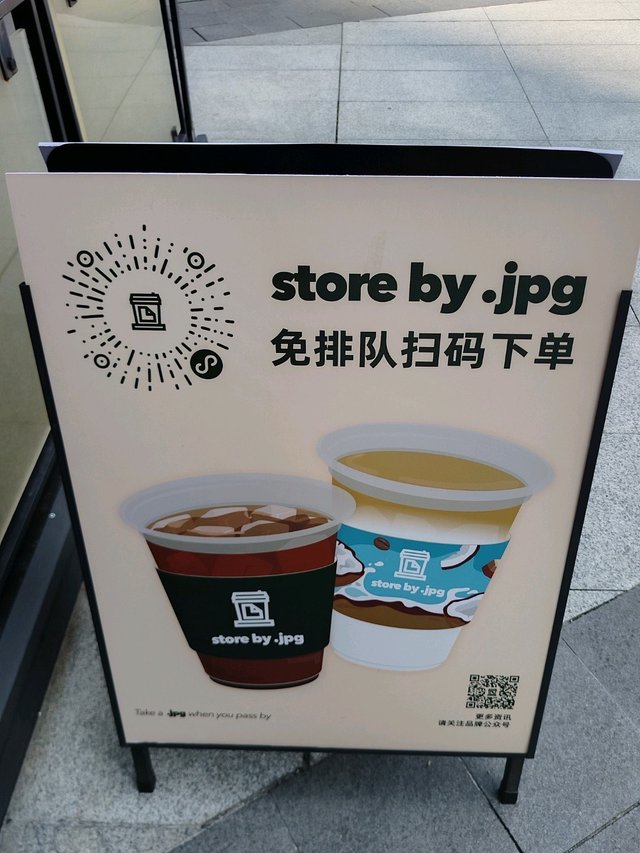 store by .jpg
免排队扫码下单
store by .jpg
store by .jpg
Take a .jpg when you pass by
更多资讯
请关注品牌公众号